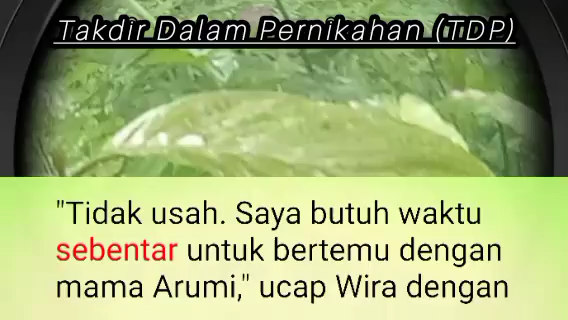 Takdir Dalam Pernikahan (TDP)
"Tidak usah. Saya butuh waktu
sebentar untuk bertemu dengan
mama Arumi," ucap Wira dengan